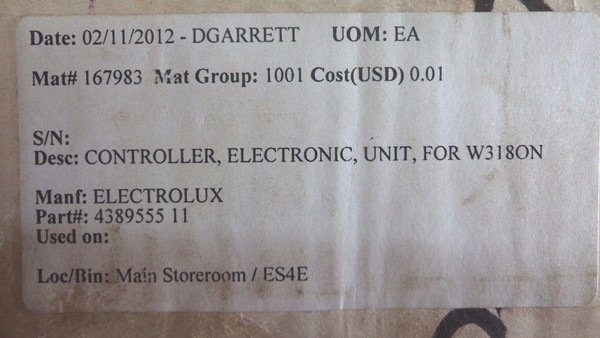 Date: 02/11/2012 - DGARRETT UOM: EA
Mat# 167983 Mat Group: 1001 Cost(USD) 0.01
S/N:
Desc: CONTROLLER, ELECTRONIC, UNIT, FOR W318ON
Manf: ELECTROLUX
Part#: 4389555 11
Used on:
Loc/Bin: Main Storeroom / ES4E